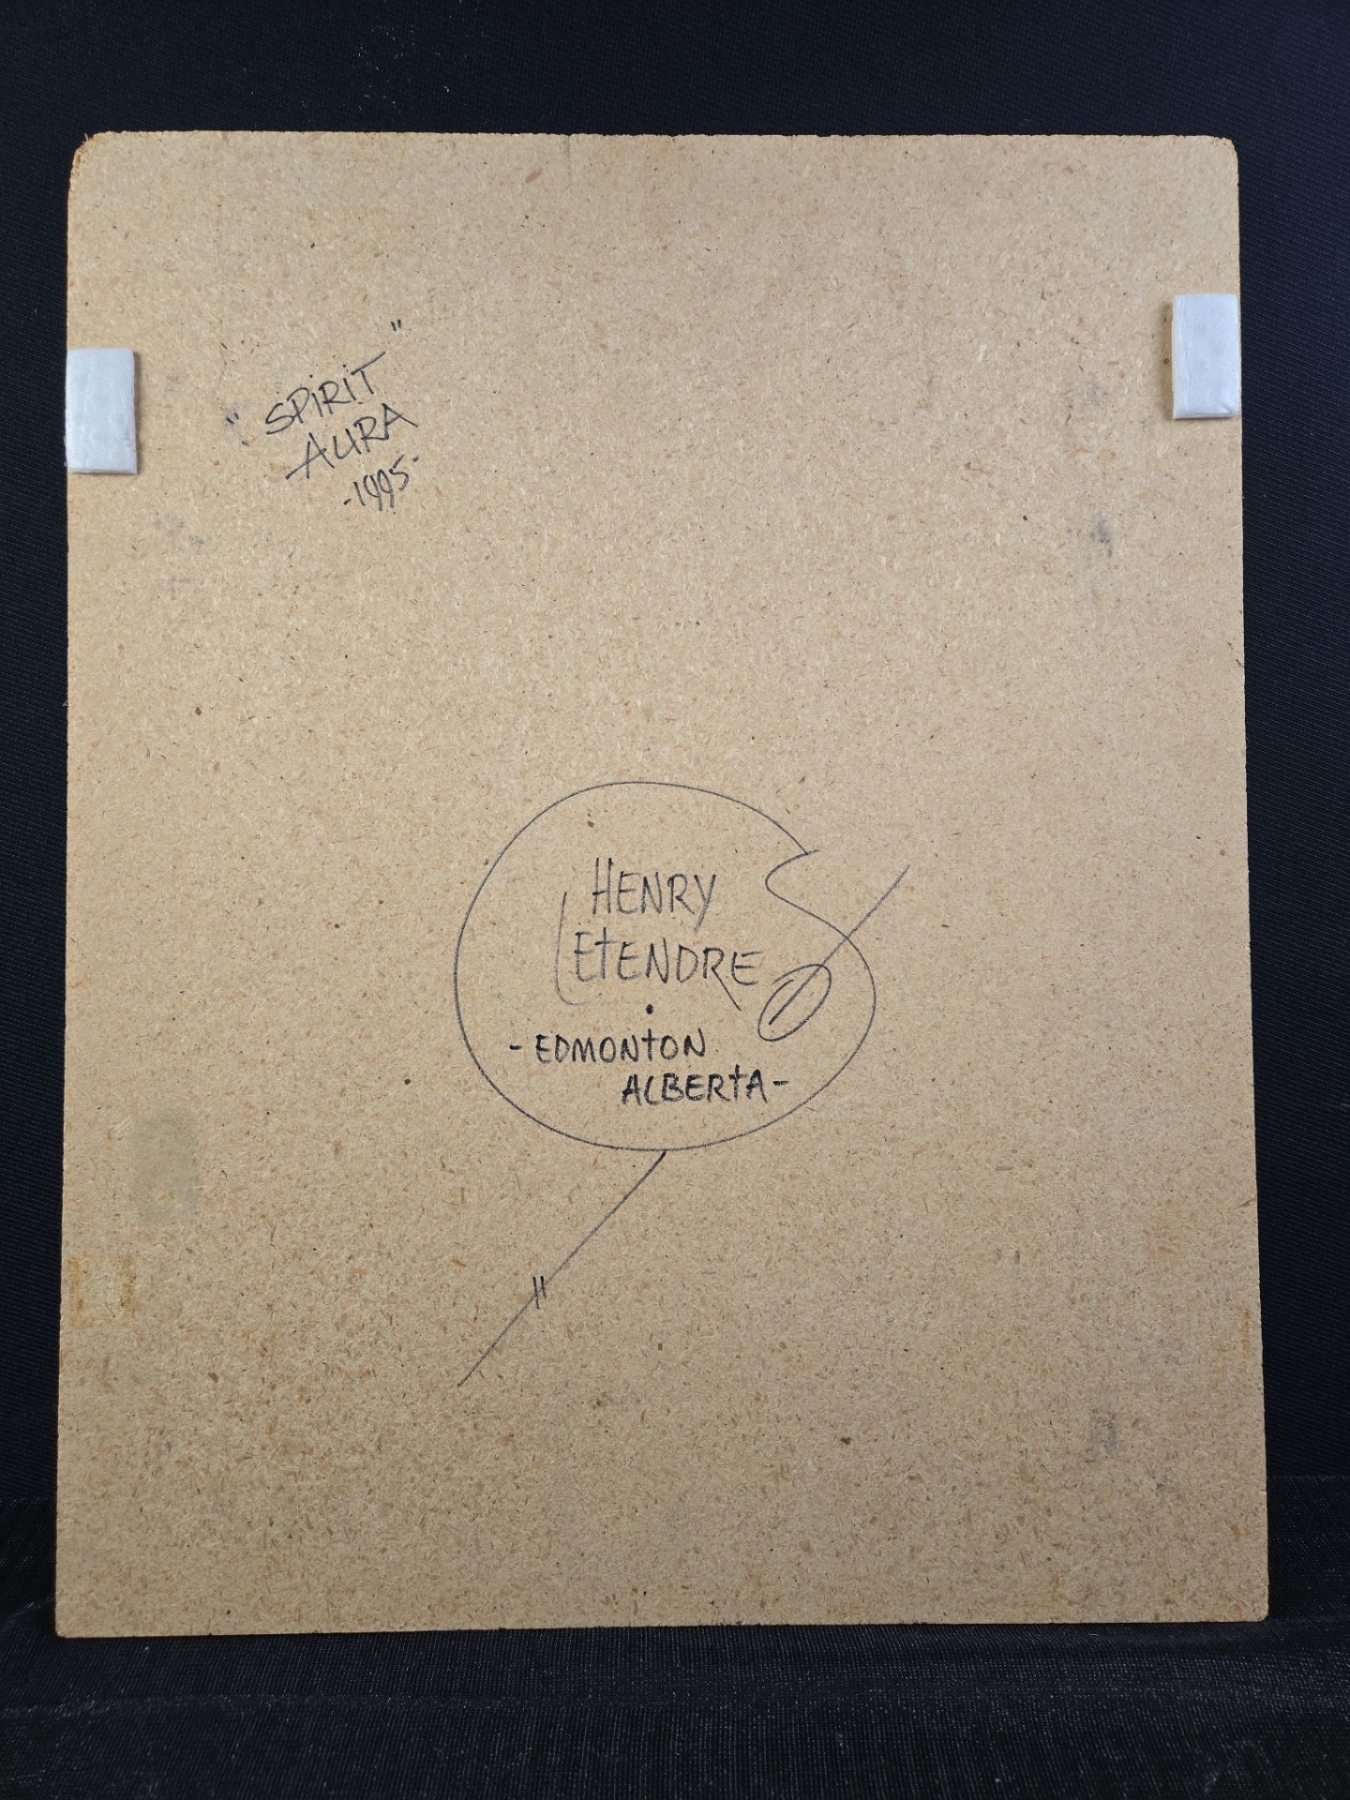 "SPIRIT"
AURA
-1995-
HENRY
LETENDRE
-EDMONTON
ALBERTA-